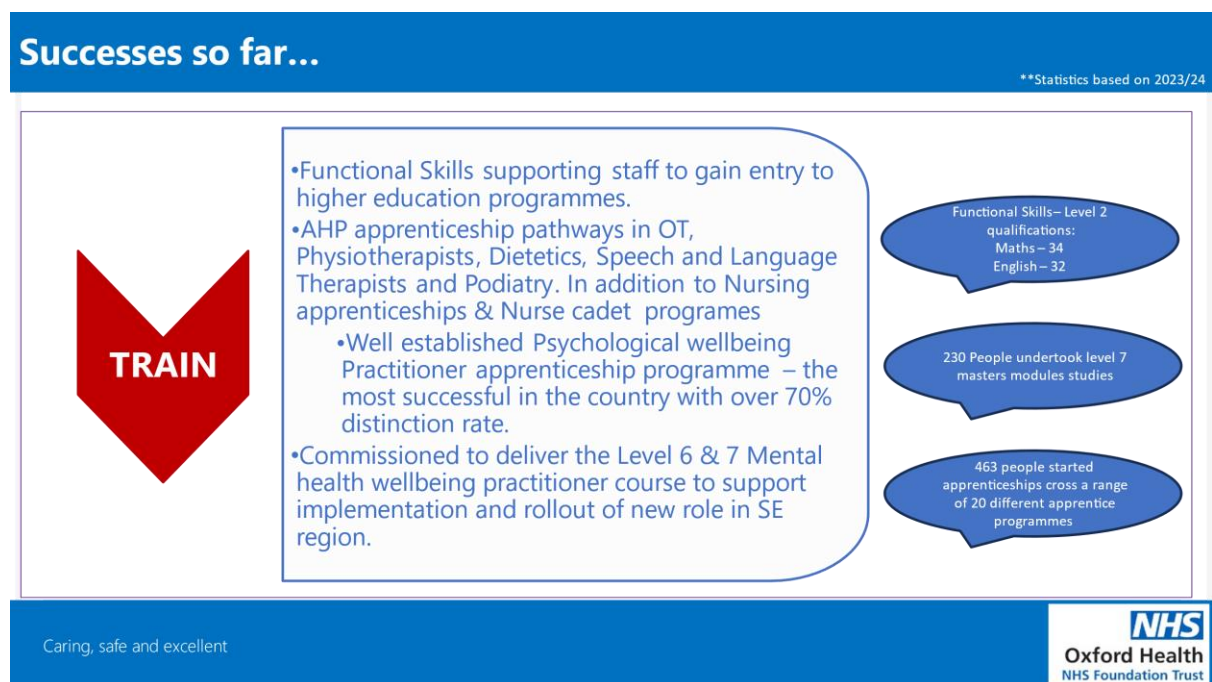 Successes so far...
**Statistics based on 2023/24
TRAIN
•Functional Skills supporting staff to gain entry to
higher education programmes.
•AHP apprenticeship pathways in OT,
Physiotherapists, Dietetics, Speech and Language
Therapists and Podiatry. In addition to Nursing
apprenticeships & Nurse cadet programes
•Well established Psychological wellbeing
Practitioner apprenticeship programme – the
most successful in the country with over 70%
distinction rate.
•Commissioned to deliver the Level 6 & 7 Mental
health wellbeing practitioner course to support
implementation and rollout of new role in SE
region.
Functional Skills– Level 2
qualifications:
Maths – 34
English – 32
230 People undertook level 7
masters modules studies
463 people started
apprenticeships cross a range
of 20 different apprentice
programmes
Caring, safe and excellent
NHS
Oxford Health
NHS Foundation Trust